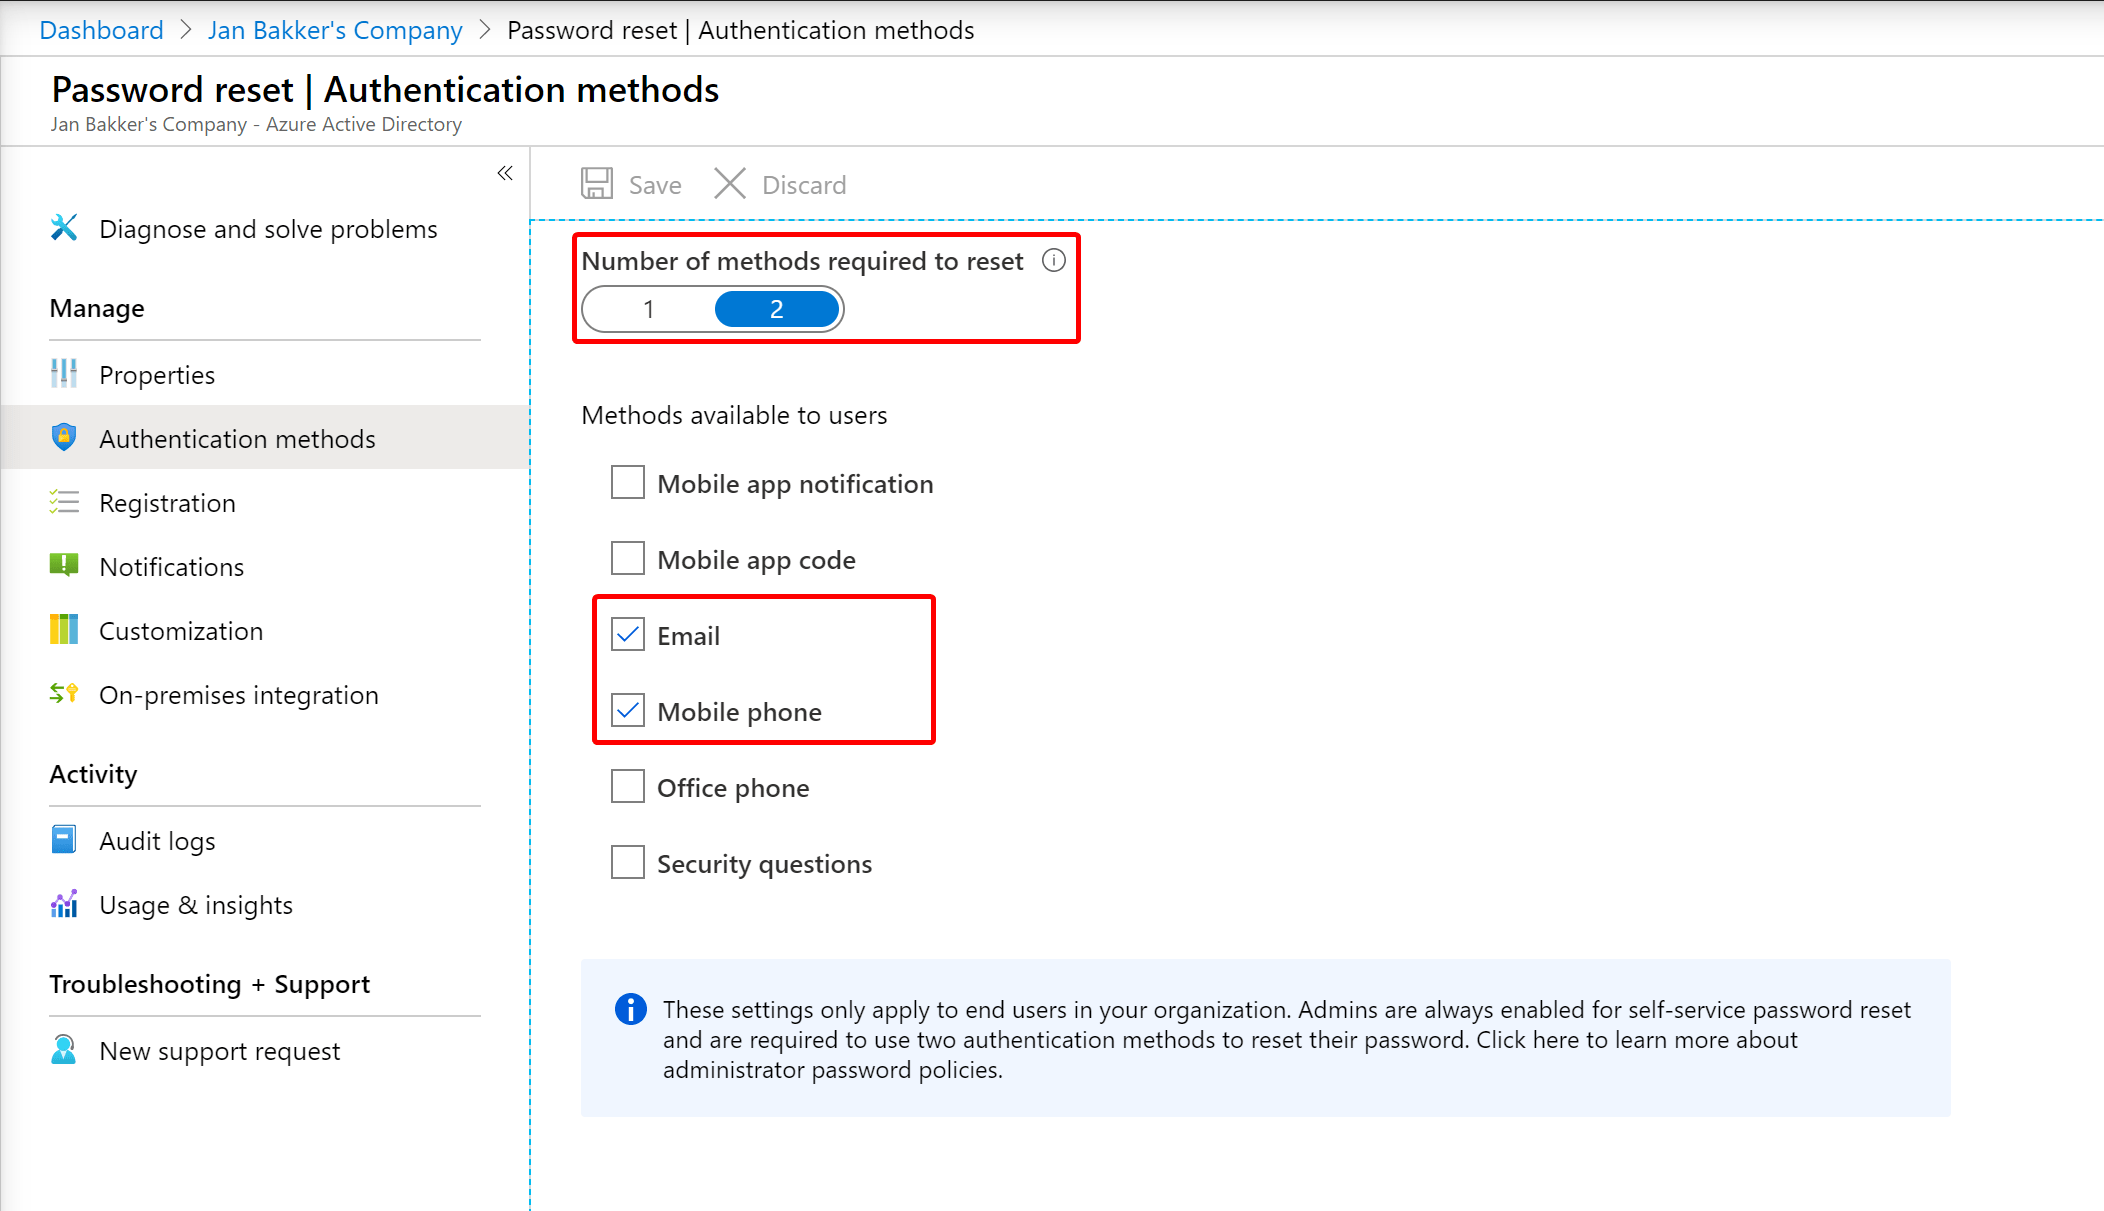 Dashboard > Jan Bakker's Company > Password reset | Authentication methods
Password reset | Authentication methods
Jan Bakker's Company - Azure Active Directory
«
Diagnose and solve problems
Manage
Properties
Authentication methods
Registration
Notifications
Customization
On-premises integration
Activity
Audit logs
Usage & insights
Troubleshooting + Support
New support request
Save Discard
Number of methods required to reset
1 2
Methods available to users
Mobile app notification
Mobile app code
Email
Mobile phone
Office phone
Security questions
These settings only apply to end users in your organization. Admins are always enabled for self-service password reset
and are required to use two authentication methods to reset their password. Click here to learn more about
administrator password policies.